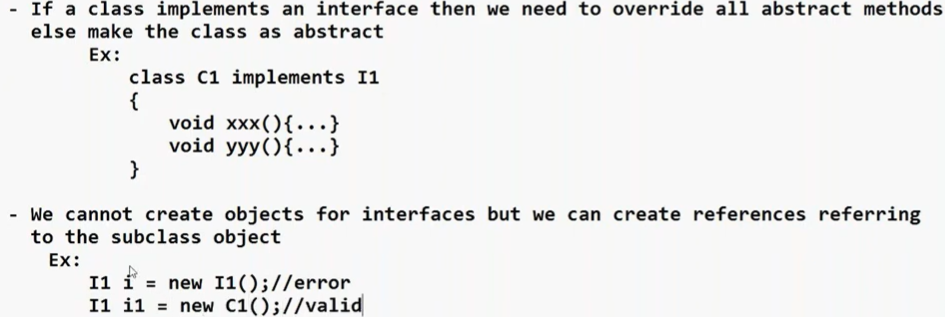 - If a class implements an interface then we need to override all abstract methods
else make the class as abstract
Ex:
class C1 implements I1
{
void xxx(){...}
void yyy(){...}
}
- We cannot create objects for interfaces but we can create references referring
to the subclass object
Ex:
I1 i = new I1();//error
I1 i1 = new C1();//valid